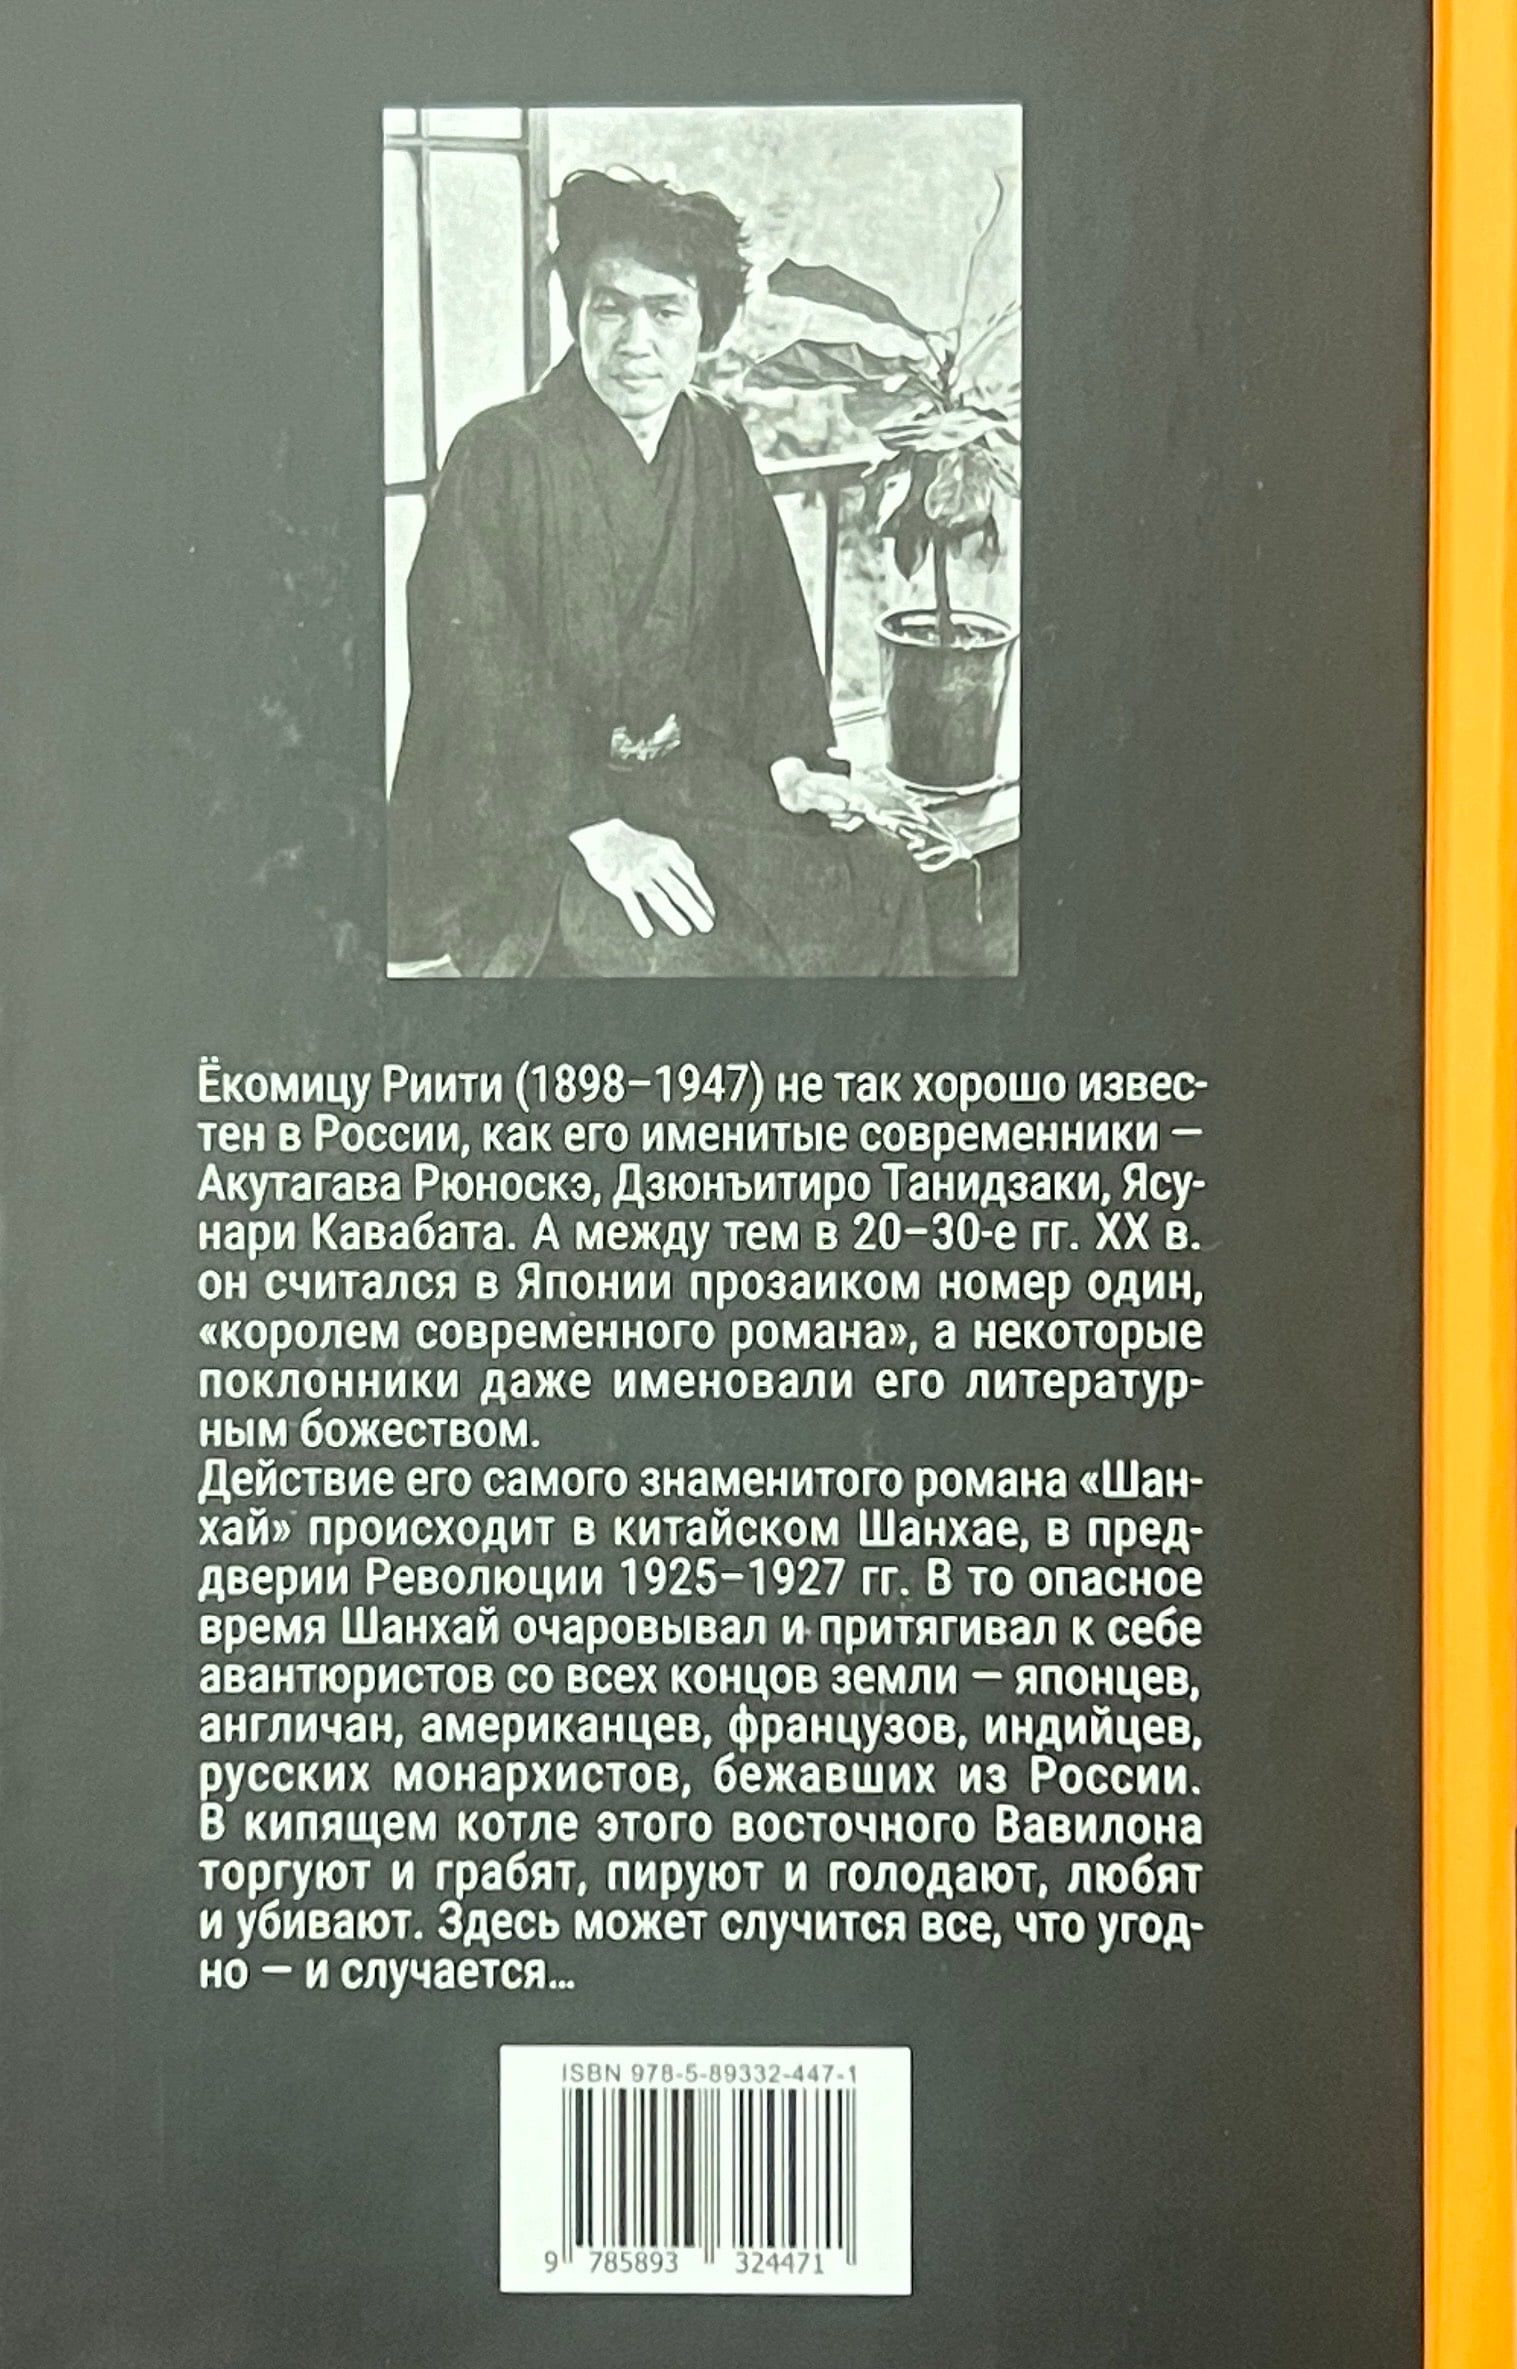 Ёкомицу Риити (1898–1947) не так хорошо извес-
тен в России, как его именитые современники —
Акутагава Рюноскэ, Дзюнъитиро Танидзаки, Ясу-
нари Кавабата. А между тем в 20–30-е гг. XX в.
он считался в Японии прозаиком номер один,
«королем современного романа», а некоторые
поклонники даже именовали его литератур-
ным божеством.
Действие его самого знаменитого романа «Шан-
хай» происходит в китайском Шанхае, в пред-
дверии Революции 1925–1927 гг. В то опасное
время Шанхай очаровывал и притягивал к себе
авантюристов со всех концов земли — японцев,
англичан, американцев, французов, индийцев,
русских монархистов, бежавших из России.
В кипящем котле этого восточного Вавилона
торгуют и грабят, пируют и голодают, любят
и убивают. Здесь может случится все, что угод-
но — и случается...
ISBN 978-5-89332-447-1
9 785893 324471